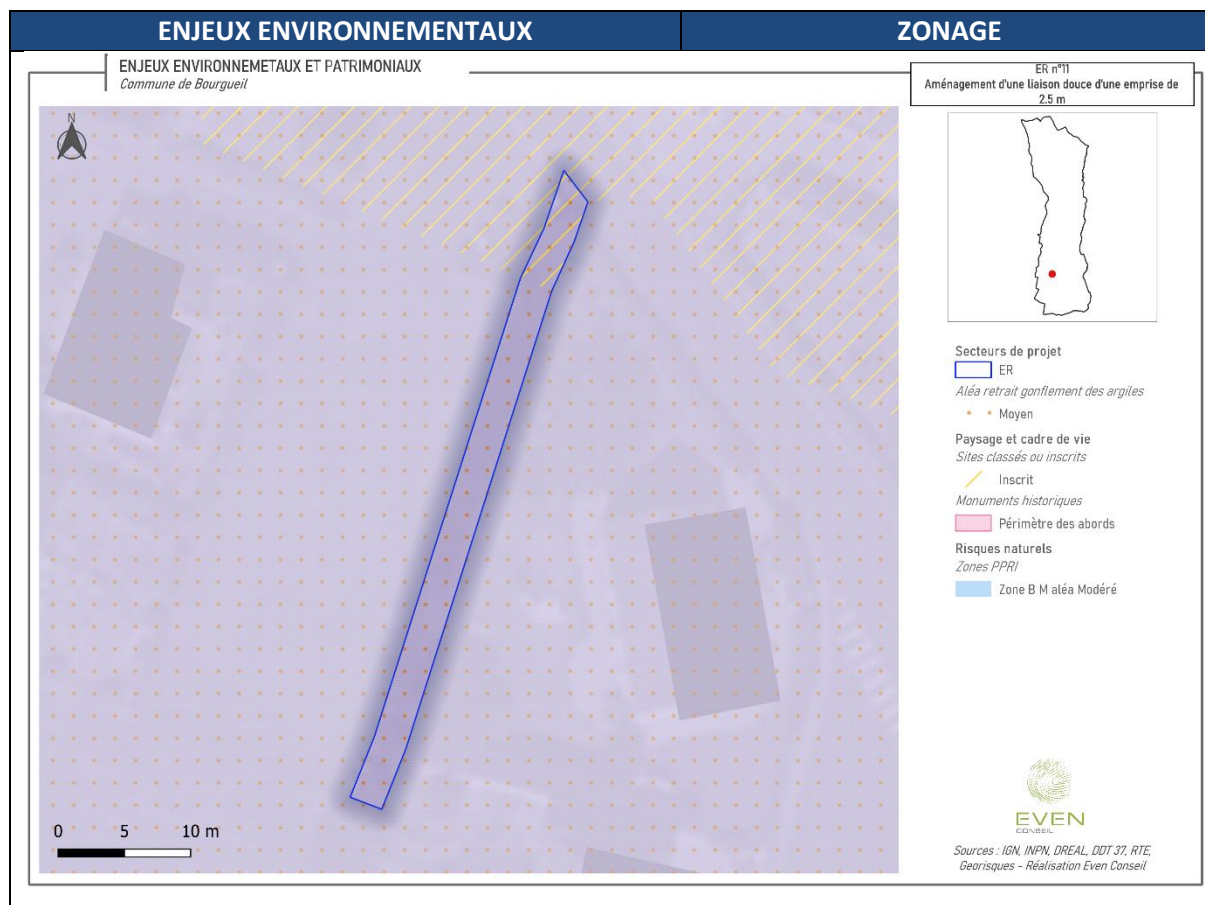 ENJEUX ENVIRONNEMENTAUX
ZONAGE
ENJEUX ENVIRONNEMETAUX ET PATRIMONIAUX
Commune de Bourgueil
ER n°11
Aménagement d'une liaison douce d'une emprise de
2.5 m
N
Secteurs de projet
ER
Aléa retrait gonflement des argiles
Moyen
Paysage et cadre de vie
Sites classés ou inscrits
Inscrit
Monuments historiques
Périmètre des abords
Risques naturels
Zones PPRI
Zone B M aléa Modéré
0 5 10 m
EVEN
CONSEIL
Sources : IGN, INPN, DREAL, DDT 37, RTE,
Georisques - Réalisation Even Conseil